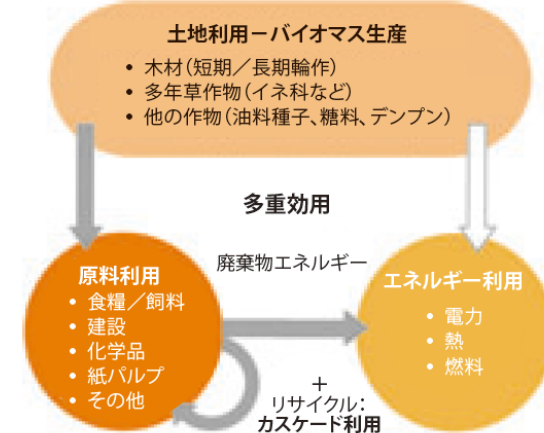 土地利用－バイオマス生産
• 木材（短期／長期輪作）
• 多年草作物（イネ科など）
• 他の作物（油料種子、糖料、デンプン）
多重効用
原料利用
• 食糧／飼料
• 建設
• 化学品
• 紙パルプ
• その他
廃棄物エネルギー
エネルギー利用
• 電力
• 熱
• 燃料
＋
リサイクル：
カスケード利用